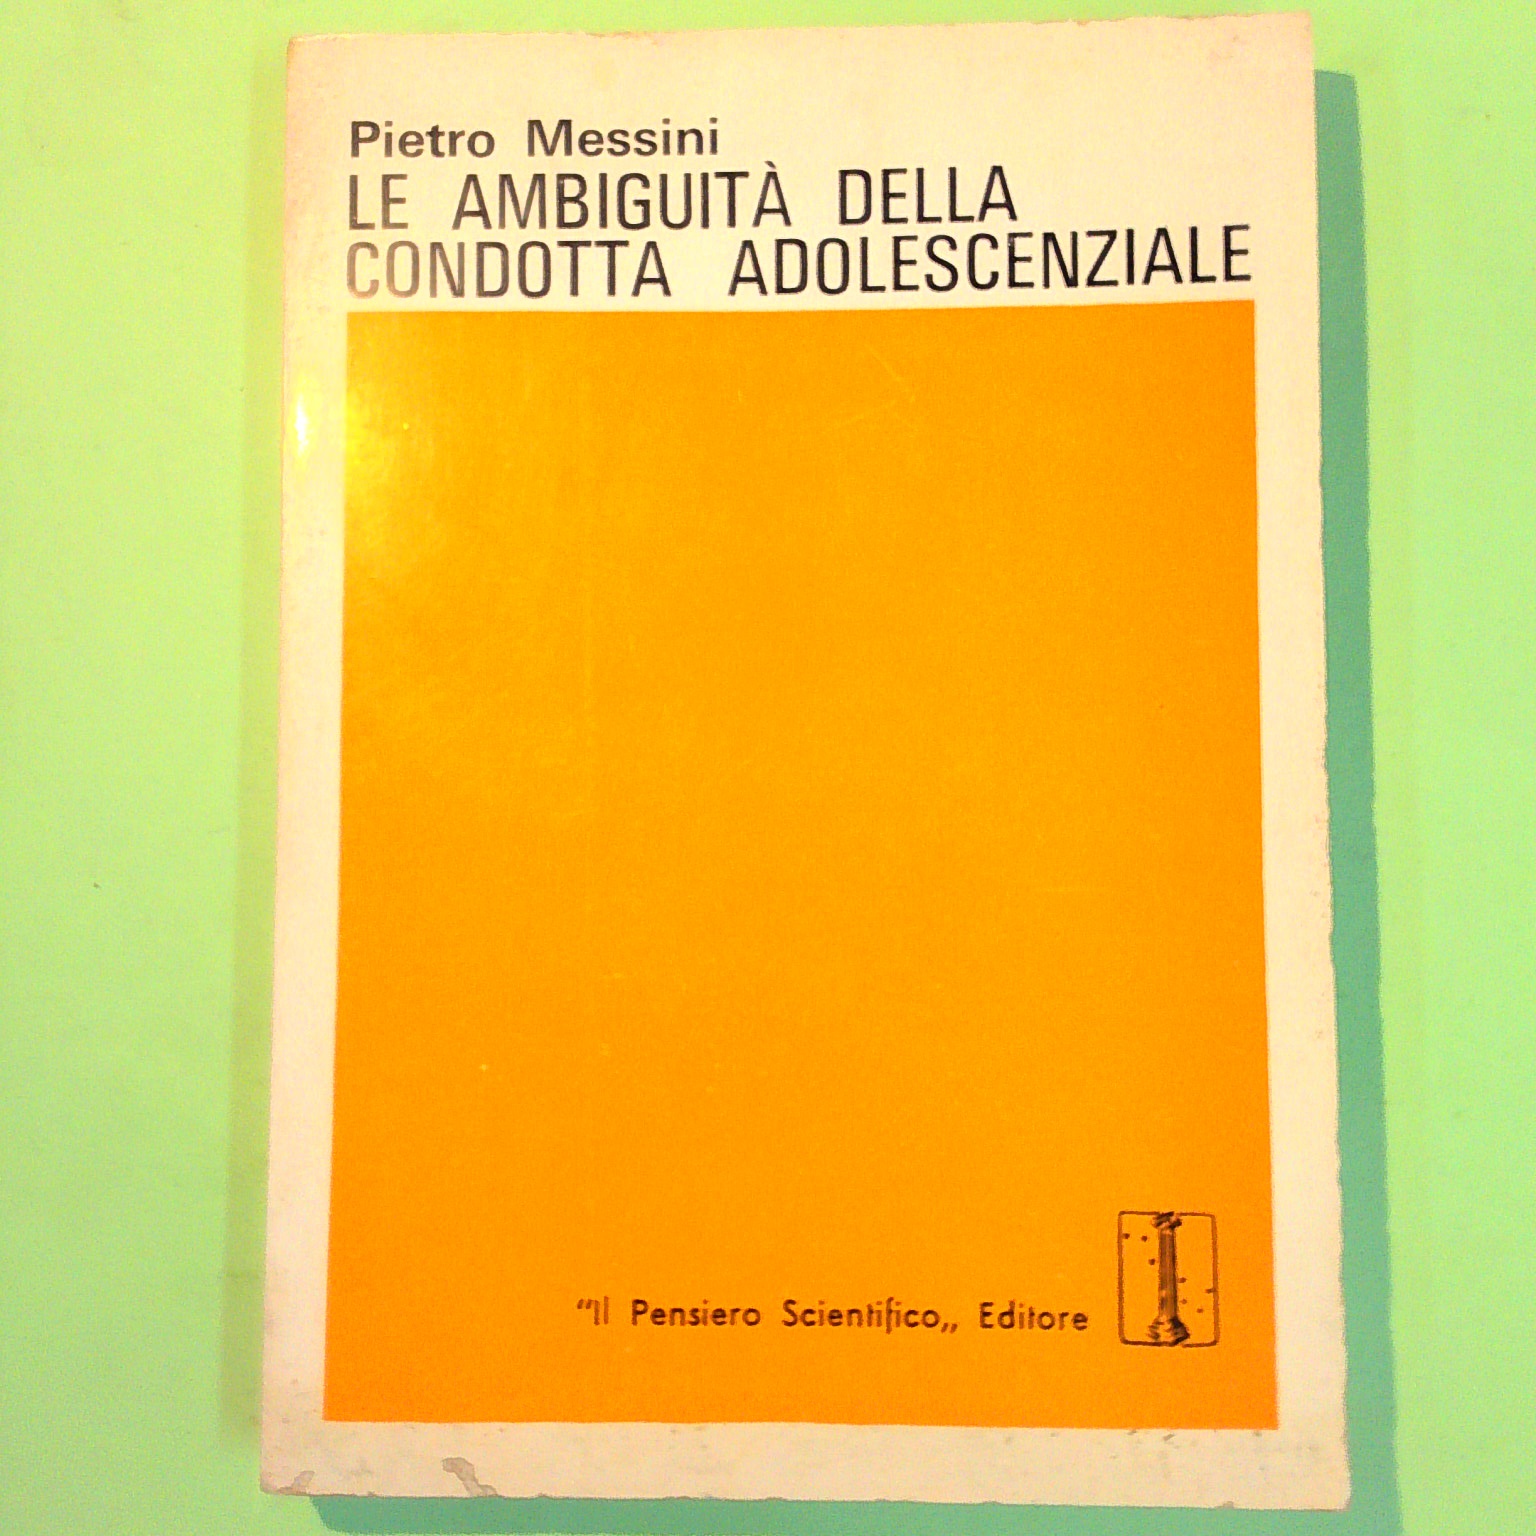 Pietro Messini
LE AMBIGUITÀ DELLA
CONDOTTA ADOLESCENZIALE
“Il Pensiero Scientifico„ Editore